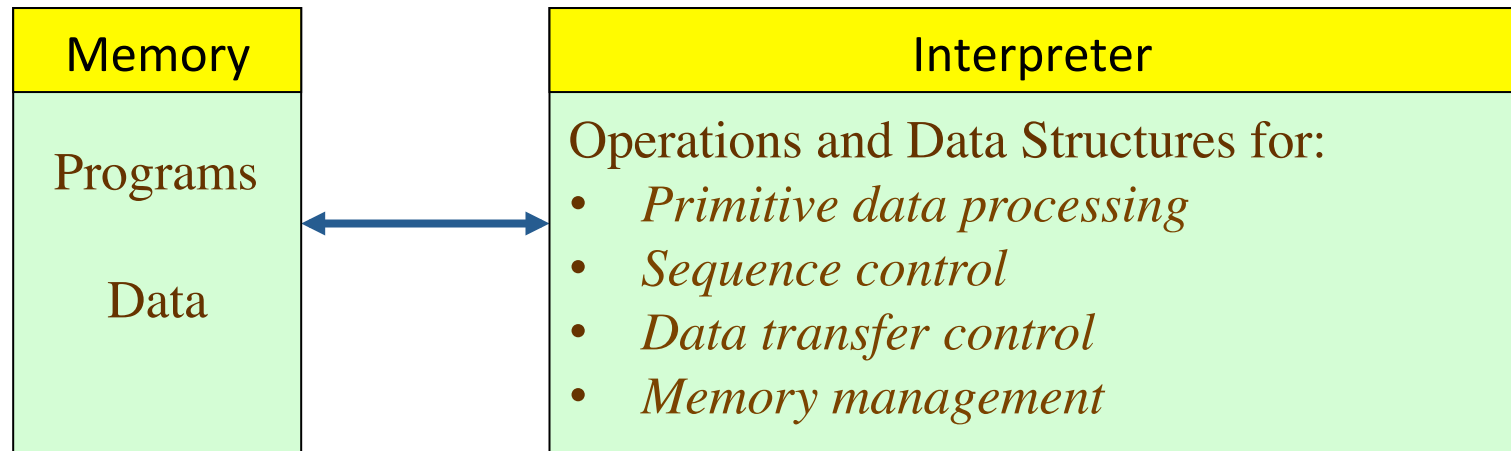 Memory
Programs
Data
Interpreter
Operations and Data Structures for:
• Primitive data processing
• Sequence control
• Data transfer control
• Memory management